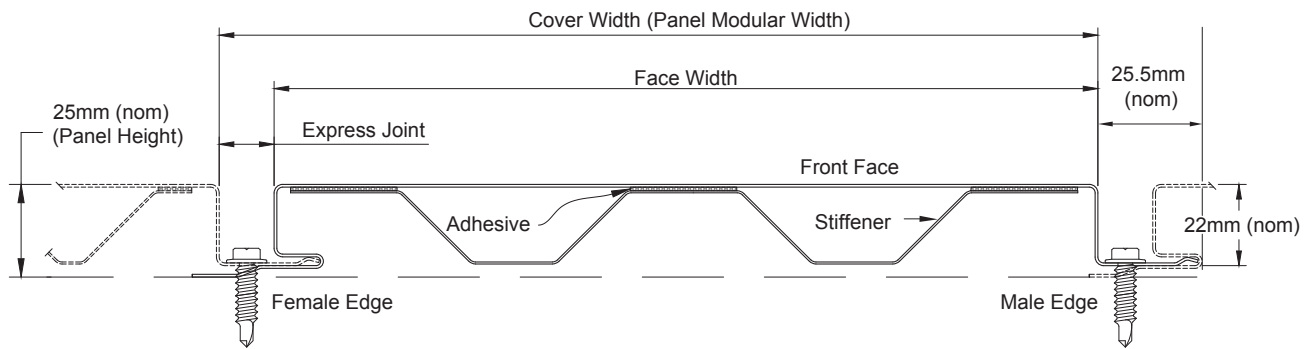 Cover Width (Panel Modular Width)
Face Width
25.5mm
(nom)
25mm (nom)
(Panel Height)
Express Joint
Front Face
Adhesive
Stiffener
22mm (nom)
Female Edge
Male Edge